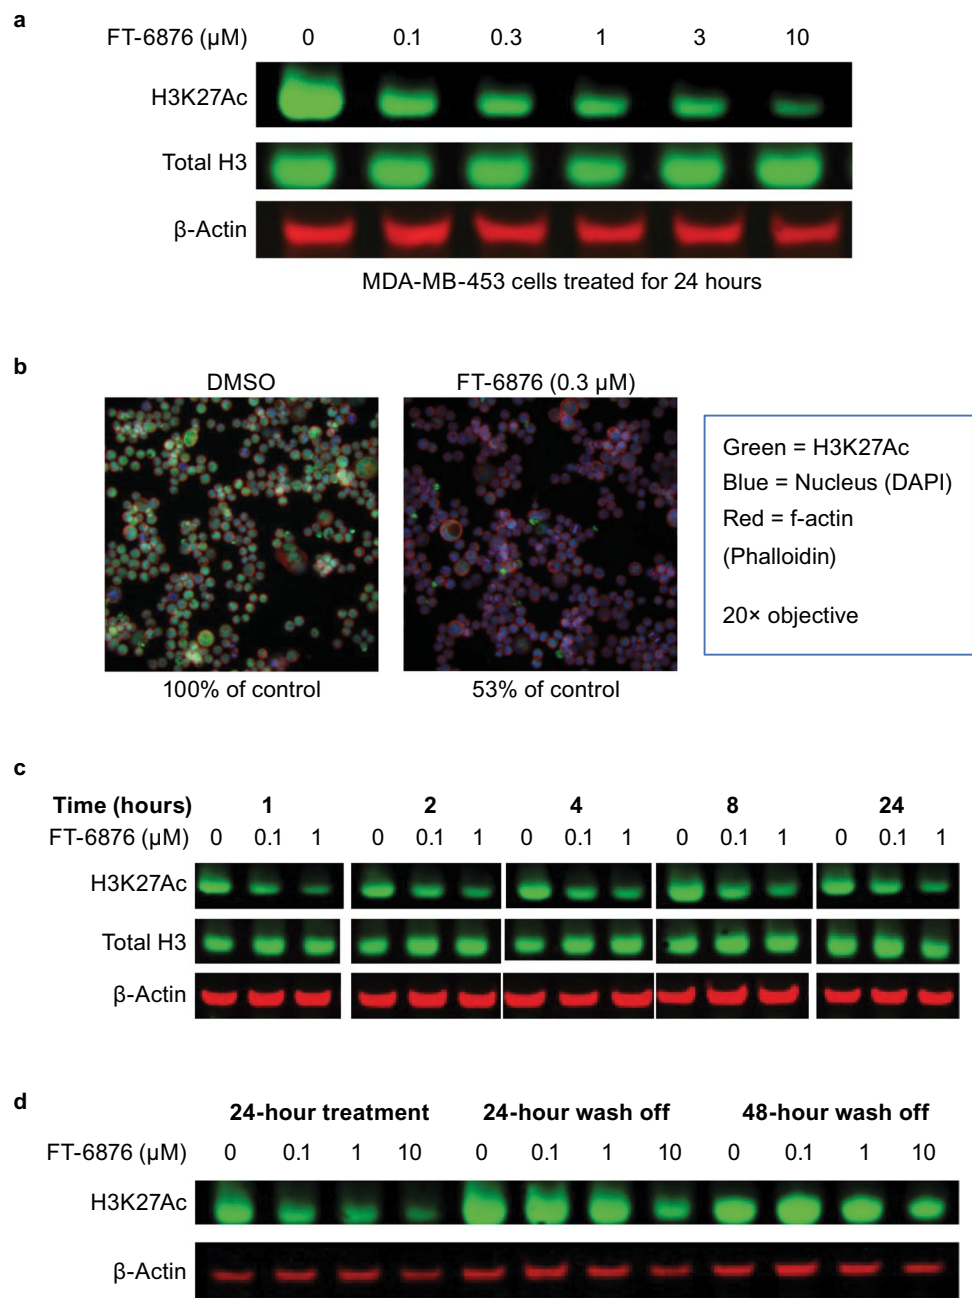 a
FT-6876 (μM) 0 0.1 0.3 1 3 10
H3K27Ac
Total H3
β-Actin
MDA-MB-453 cells treated for 24 hours
b
DMSO FT-6876 (0.3 μM)
Green = H3K27Ac
Blue = Nucleus (DAPI)
Red = f-actin
(Phalloidin)
20× objective
100% of control 53% of control
c
Time (hours) 1 2 4 8 24
FT-6876 (μM) 0 0.1 1 0 0.1 1 0 0.1 1 0 0.1 1 0 0.1 1
H3K27Ac
Total H3
β-Actin
d
24-hour treatment 24-hour wash off 48-hour wash off
FT-6876 (μM) 0 0.1 1 10 0 0.1 1 10 0 0.1 1 10
H3K27Ac
β-Actin